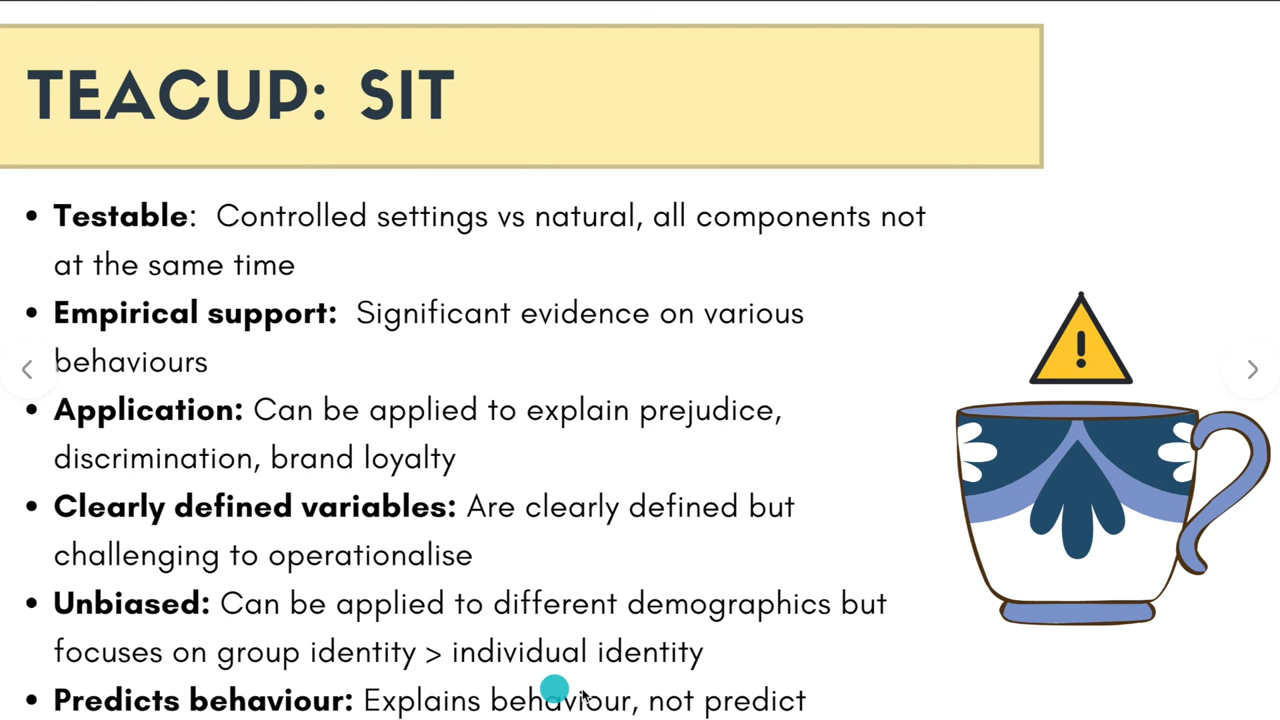 TEACUP: SIT
• Testable: Controlled settings vs natural, all components not
at the same time
• Empirical support: Significant evidence on various
behaviours
• Application: Can be applied to explain prejudice,
discrimination, brand loyalty
• Clearly defined variables: Are clearly defined but
challenging to operationalise
• Unbiased: Can be applied to different demographics but
focuses on group identity > individual identity
• Predicts behaviour: Explains behaviour, not predict